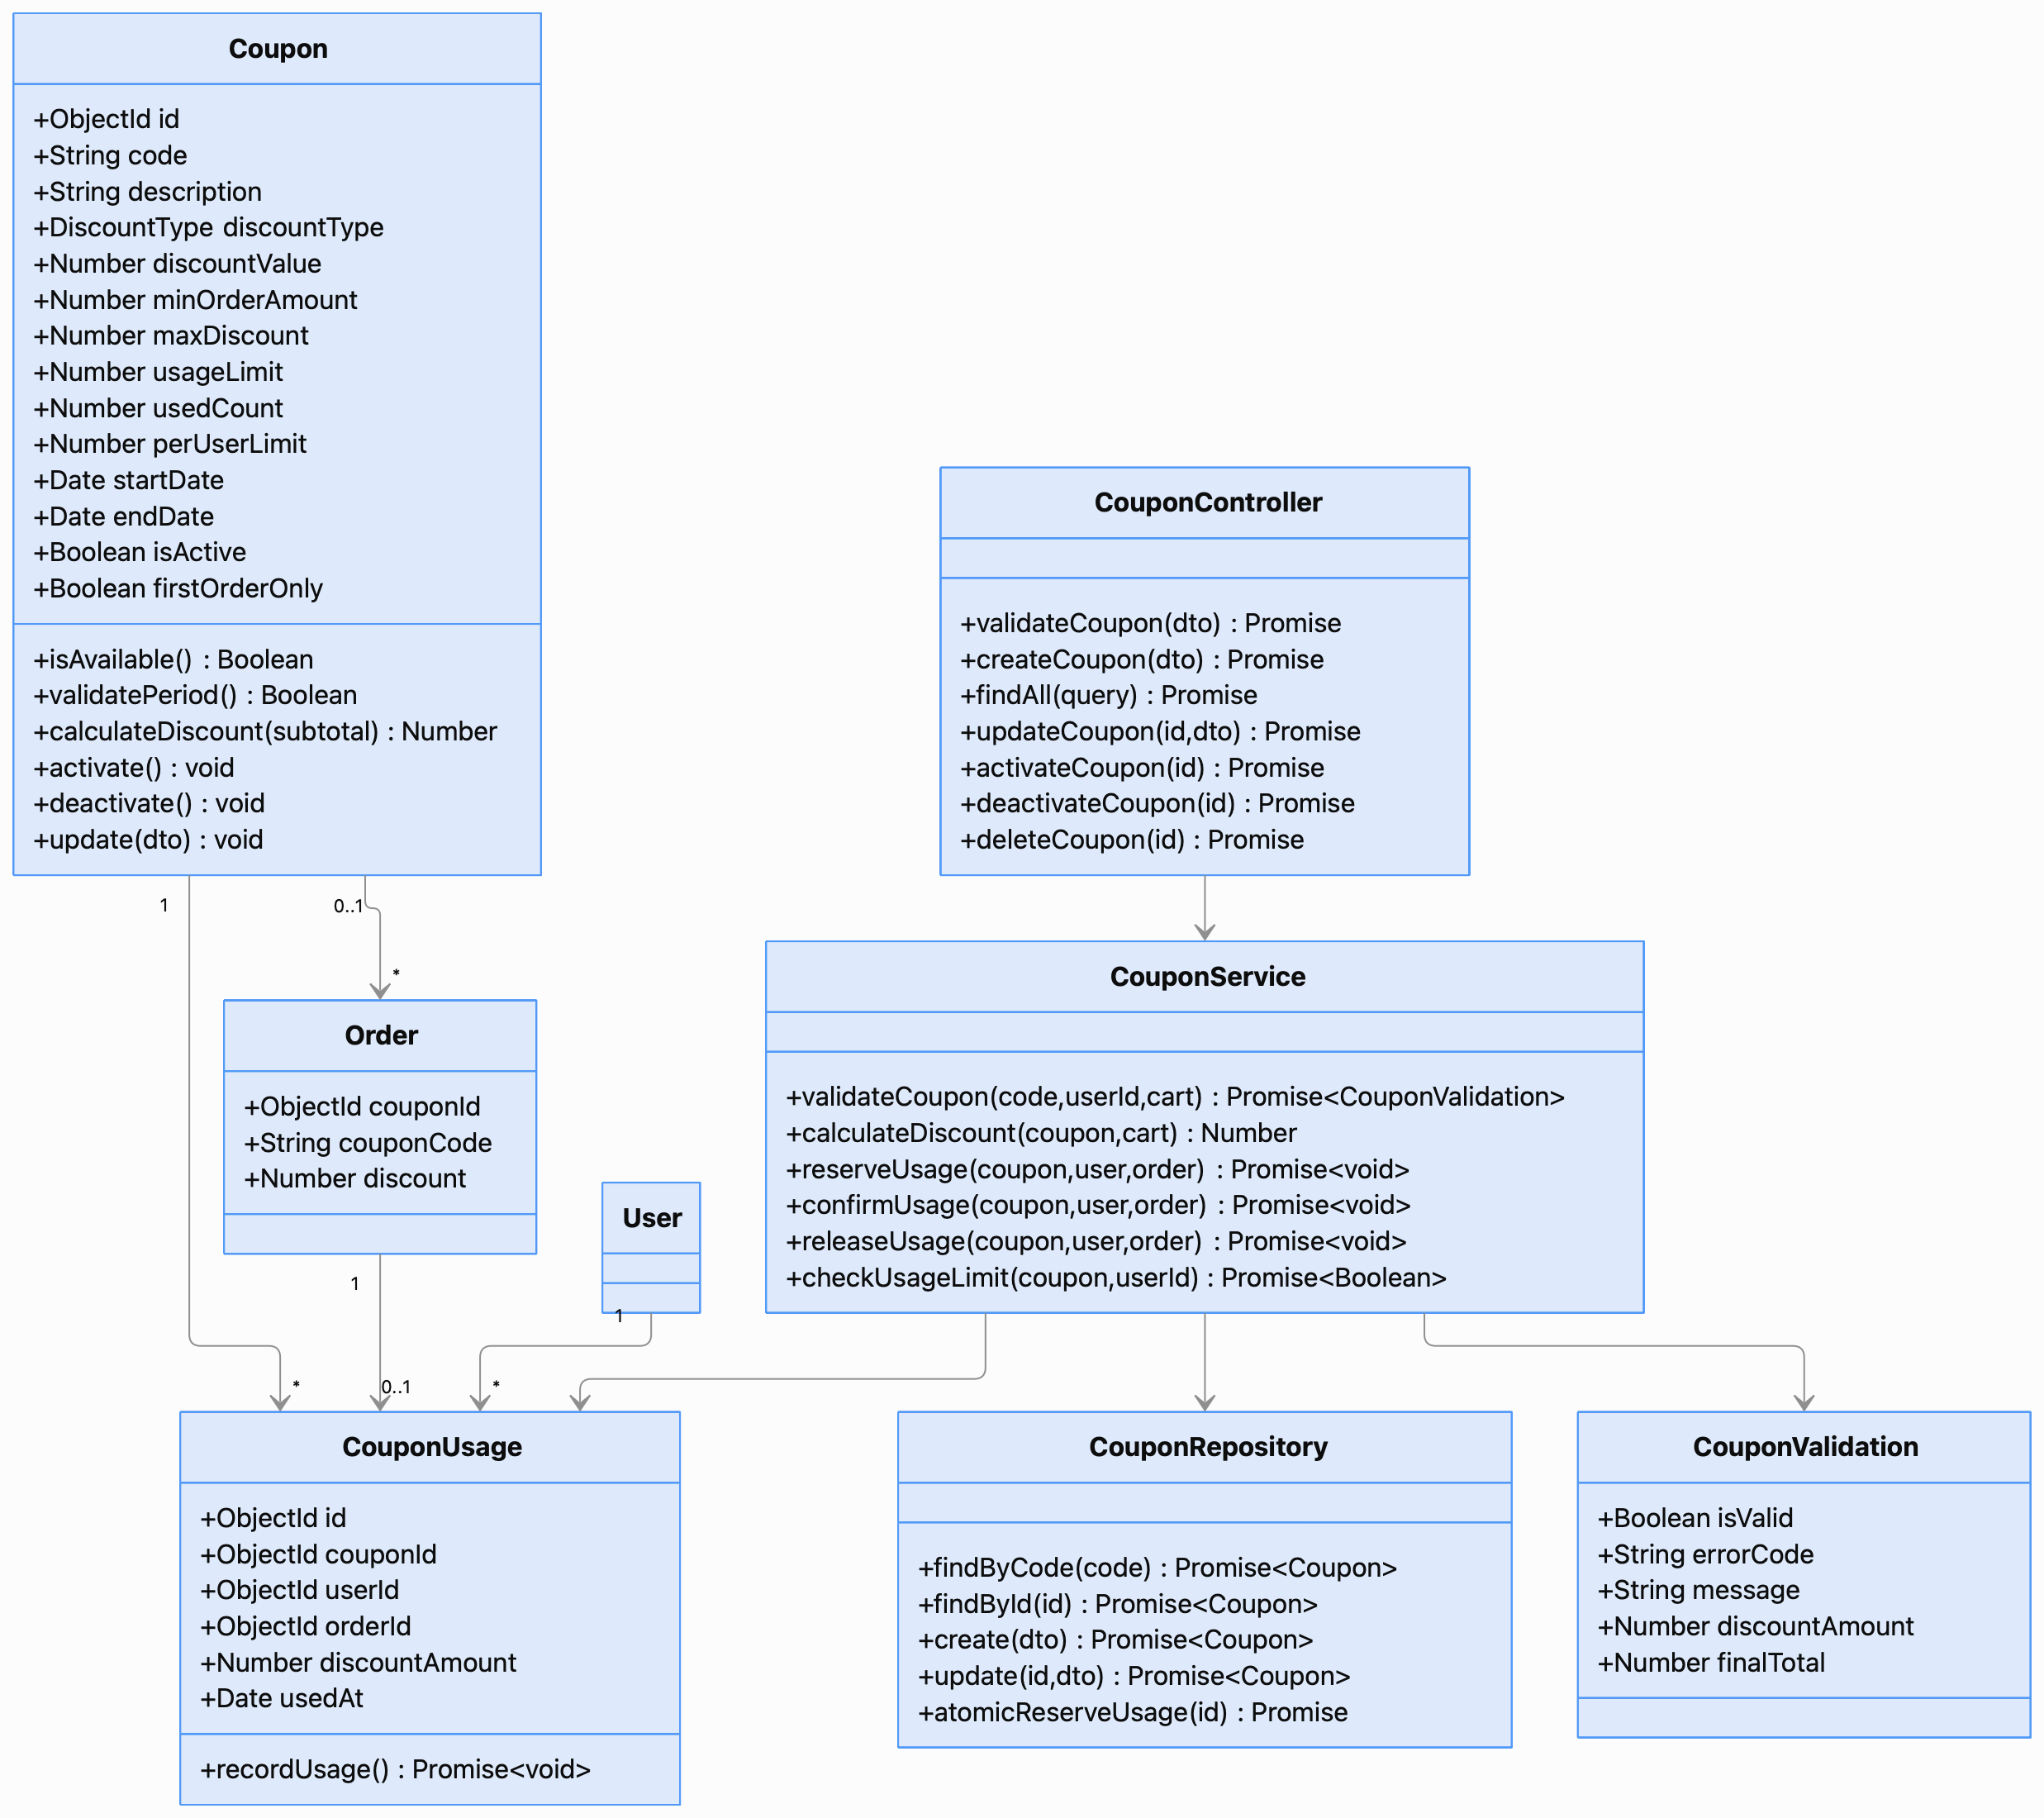 Coupon
+ObjectId id
+String code
+String description
+DiscountType discountType
+Number discountValue
+Number minOrderAmount
+Number maxDiscount
+Number usageLimit
+Number usedCount
+Number perUserLimit
+Date startDate
+Date endDate
+Boolean isActive
+Boolean firstOrderOnly
+isAvailable() : Boolean
+validatePeriod() : Boolean
+calculateDiscount(subtotal) : Number
+activate() : void
+deactivate() : void
+update(dto) : void
CouponController
+validateCoupon(dto) : Promise
+createCoupon(dto) : Promise
+findAll(query) : Promise
+updateCoupon(id,dto) : Promise
+activateCoupon(id) : Promise
+deactivateCoupon(id) : Promise
+deleteCoupon(id) : Promise
1
0..1
*
Order
+ObjectId couponId
+String couponCode
+Number discount
1
0..1
User
1
*
*
CouponService
+validateCoupon(code,userId,cart) : Promise<CouponValidation>
+calculateDiscount(coupon,cart) : Number
+reserveUsage(coupon,user,order) : Promise<void>
+confirmUsage(coupon,user,order) : Promise<void>
+releaseUsage(coupon,user,order) : Promise<void>
+checkUsageLimit(coupon,userId) : Promise<Boolean>
CouponUsage
+ObjectId id
+ObjectId couponId
+ObjectId userId
+ObjectId orderId
+Number discountAmount
+Date usedAt
+recordUsage() : Promise<void>
CouponRepository
+findByCode(code) : Promise<Coupon>
+findById(id) : Promise<Coupon>
+create(dto) : Promise<Coupon>
+update(id,dto) : Promise<Coupon>
+atomicReserveUsage(id) : Promise
CouponValidation
+Boolean isValid
+String errorCode
+String message
+Number discountAmount
+Number finalTotal